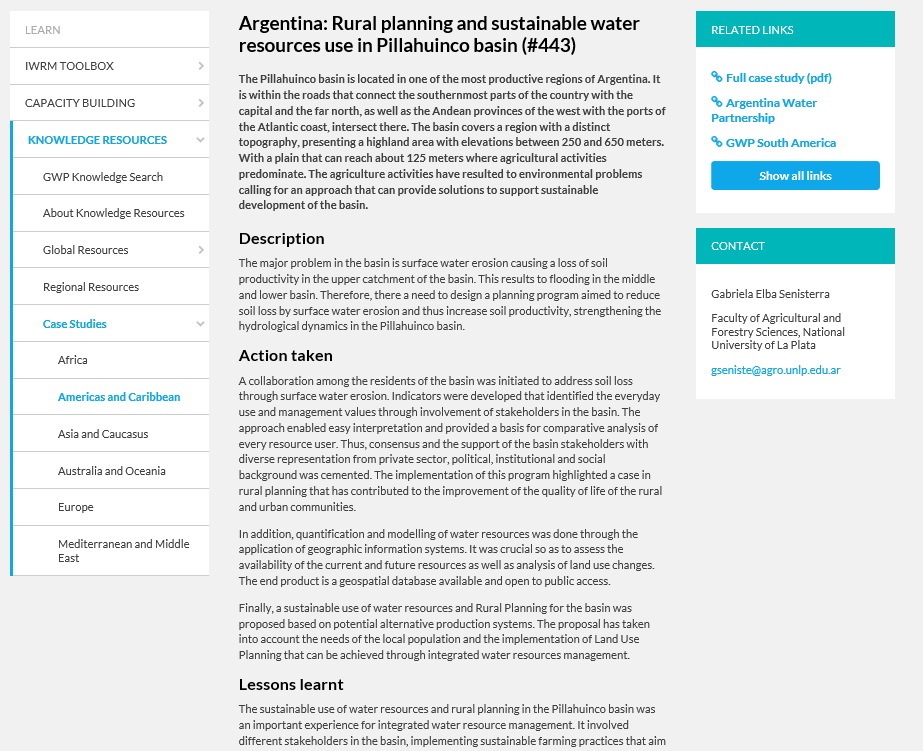 LEARN
IWRM TOOLBOX
CAPACITY BUILDING
KNOWLEDGE RESOURCES
GWP Knowledge Search
About Knowledge Resources
Global Resources
Regional Resources
Case Studies
Africa
Americas and Caribbean
Asia and Caucasus
Australia and Oceania
Europe
Mediterranean and Middle
East
Argentina: Rural planning and sustainable water
resources use in Pillahuinco basin (#443)
The Pillahuinco basin is located in one of the most productive regions of Argentina. It
is within the roads that connect the southernmost parts of the country with the
capital and the far north, as well as the Andean provinces of the west with the ports of
the Atlantic coast, intersect there. The basin covers a region with a distinct
topography, presenting a highland area with elevations between 250 and 650 meters.
With a plain that can reach about 125 meters where agricultural activities
predominate. The agriculture activities have resulted to environmental problems
calling for an approach that can provide solutions to support sustainable
development of the basin.
Description
The major problem in the basin is surface water erosion causing a loss of soil
productivity in the upper catchment of the basin. This results to flooding in the middle
and lower basin. Therefore, there a need to design a planning program aimed to reduce
soil loss by surface water erosion and thus increase soil productivity, strengthening the
hydrological dynamics in the Pillahuinco basin.
Action taken
A collaboration among the residents of the basin was initiated to address soil loss
through surface water erosion. Indicators were developed that identified the everyday
use and management values through involvement of stakeholders in the basin. The
approach enabled easy interpretation and provided a basis for comparative analysis of
every resource user. Thus, consensus and the support of the basin stakeholders with
diverse representation from private sector, political, institutional and social
background was cemented. The implementation of this program highlighted a case in
rural planning that has contributed to the improvement of the quality of life of the rural
and urban communities.
In addition, quantification and modelling of water resources was done through the
application of geographic information systems. It was crucial so as to assess the
availability of the current and future resources as well as analysis of land use changes.
The end product is a geospatial database available and open to public access.
Finally, a sustainable use of water resources and Rural Planning for the basin was
proposed based on potential alternative production systems. The proposal has taken
into account the needs of the local population and the implementation of Land Use
Planning that can be achieved through integrated water resources management.
Lessons learnt
The sustainable use of water resources and rural planning in the Pillahuinco basin was
an important experience for integrated water resource management. It involved
different stakeholders in the basin, implementing sustainable farming practices that aim
RELATED LINKS
Full case study (pdf)
Argentina Water
Partnership
GWP South America
Show all links
CONTACT
Gabriela Elba Senisterra
Faculty of Agricultural and
Forestry Sciences, National
University of La Plata
gseniste@agro.unlp.edu.ar